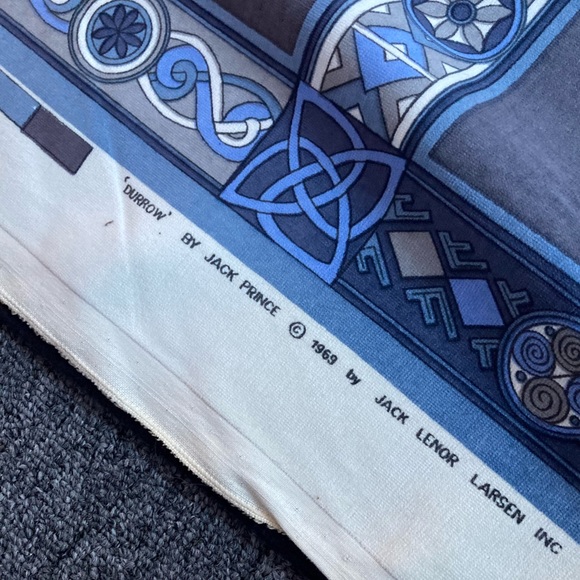 'DURROW' BY JACK PRINCE © 1969 by JACK LENOR LARSEN INC